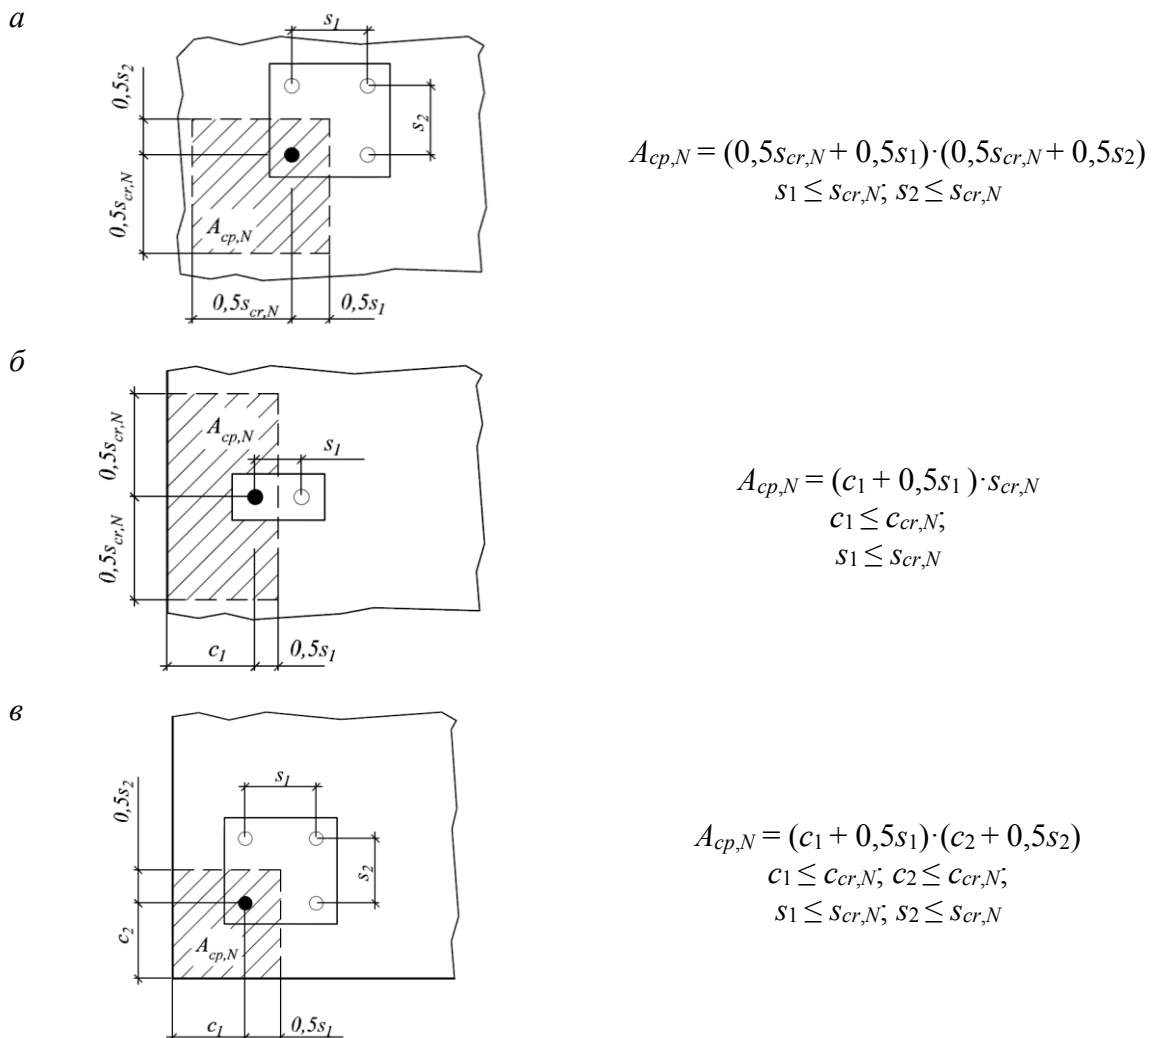 а
s1
0,5s2
s2
0,5scr,N
Acp,N
0,5scr,N
0,5s1
Acp,N = (0,5scr,N + 0,5s1)·(0,5scr,N + 0,5s2)
s1 ≤ scr,N; s2 ≤ scr,N
б
0,5scr,N
Acp,N
s1
0,5scr,N
c1
0,5s1
Acp,N = (c1 + 0,5s1 )·scr,N
c1 ≤ ccr,N;
s1 ≤ scr,N
в
0,5s2
s1
s2
c2
Acp,N
c1
0,5s1
Acp,N = (c1 + 0,5s1)·(c2 + 0,5s2)
c1 ≤ ccr,N; c2 ≤ ccr,N;
s1 ≤ scr,N; s2 ≤ scr,N